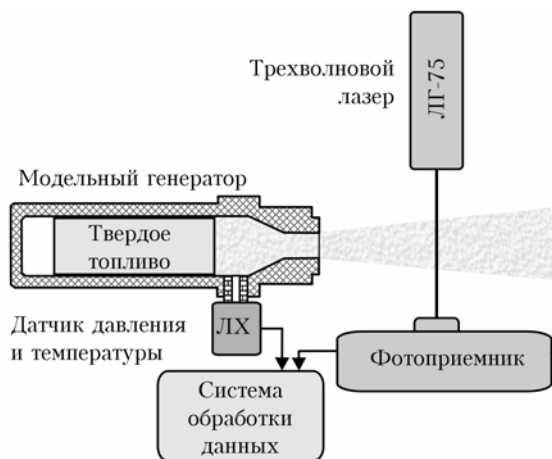 Трехволновой
лазер
ЛГ-75
Модельный генератор
Твердое
топливо
Датчик давления
и температуры
ЛХ
Фотоприемник
Система
обработки
данных